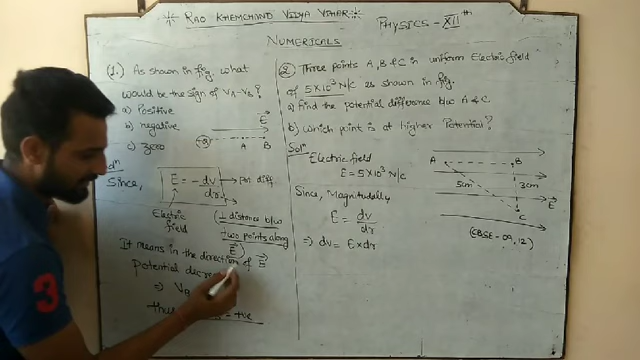 RAO KHEMCHAND VIDYA VIHAR
PHYSICS - XII th
NUMERICALS
(1.) As shown in fig. what
would be the sign of VA-VB?
a) Positive
b) negative
c) zero
E
A B
Soln
Since,
E = - dv/dr
Pot diff
Electric
field
(⊥ distance b/w
two points along
E)
It means in the direction of E
Potential
⇒ VA
thus
= +ve
(2) Three points A, B & C in uniform Electric field
of 5×10³ N/C as shown in fig.
a) Find the potential difference b/w A & C.
b) Which point is at higher Potential?
Soln
Electric field
E = 5×10³ N/C
Since, Magnitudally
E = dv/dr
⇒ dv = E×dr
A B
5cm 3cm
E
C
(CBSE-09,12)
3